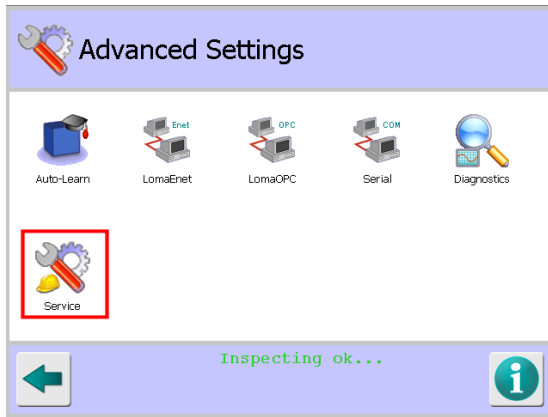 Advanced Settings
Enet
OPC
COM
Auto-Learn
LomaEnet
LomaOPC
Serial
Diagnostics
Service
Inspecting ok...
i